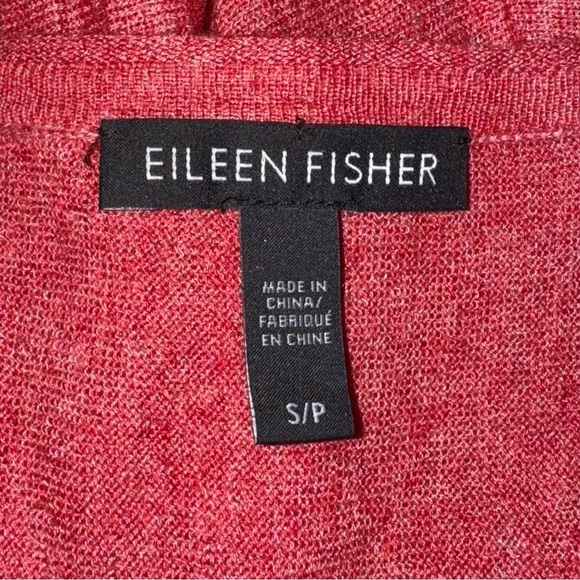 EILEEN FISHER
MADE IN
CHINA/
FABRIQUÉ
EN CHINE
S/P